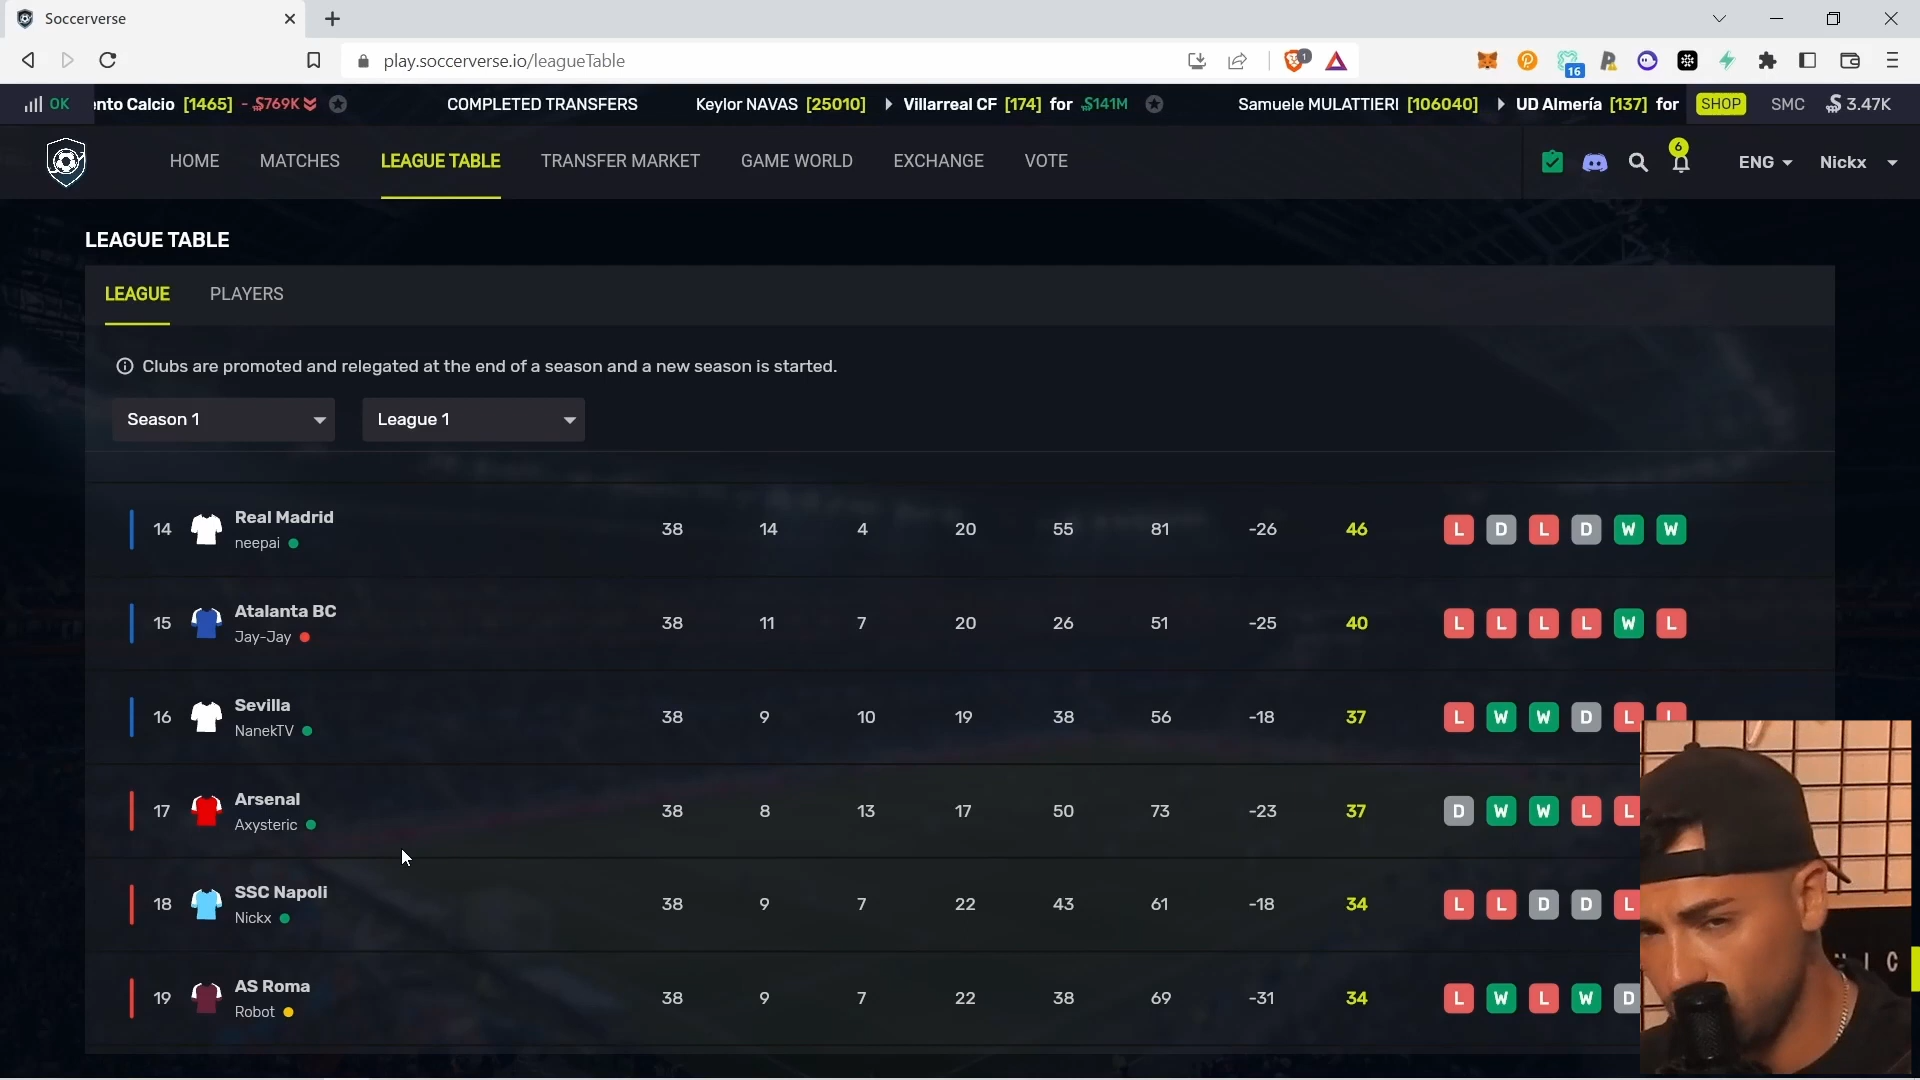 Soccerverse
play.soccerverse.io/leagueTable
1
16
OK
ento Calcio [1465] - $769K
COMPLETED TRANSFERS
Keylor NAVAS [25010] Villarreal CF [174] for $141M
Samuele MULATTIERI [106040] UD Almería [137] for
SHOP
SMC
$ 3.47K
HOME
MATCHES
LEAGUE TABLE
TRANSFER MARKET
GAME WORLD
EXCHANGE
VOTE
6
ENG
Nickx
LEAGUE TABLE
LEAGUE
PLAYERS
Clubs are promoted and relegated at the end of a season and a new season is started.
Season 1
League 1
14 Real Madrid 38 14 4 20 55 81 -26 46 L D L D W W
neepai
15 Atalanta BC 38 11 7 20 26 51 -25 40 L L L L W L
Jay-Jay
16 Sevilla 38 9 10 19 38 56 -18 37 L W W D L L
NanekTV
17 Arsenal 38 8 13 17 50 73 -23 37 D W W L L
Axysteric
18 SSC Napoli 38 9 7 22 43 61 -18 34 L L D D L
Nickx
19 AS Roma 38 9 7 22 38 69 -31 34 L W L W D
Robot